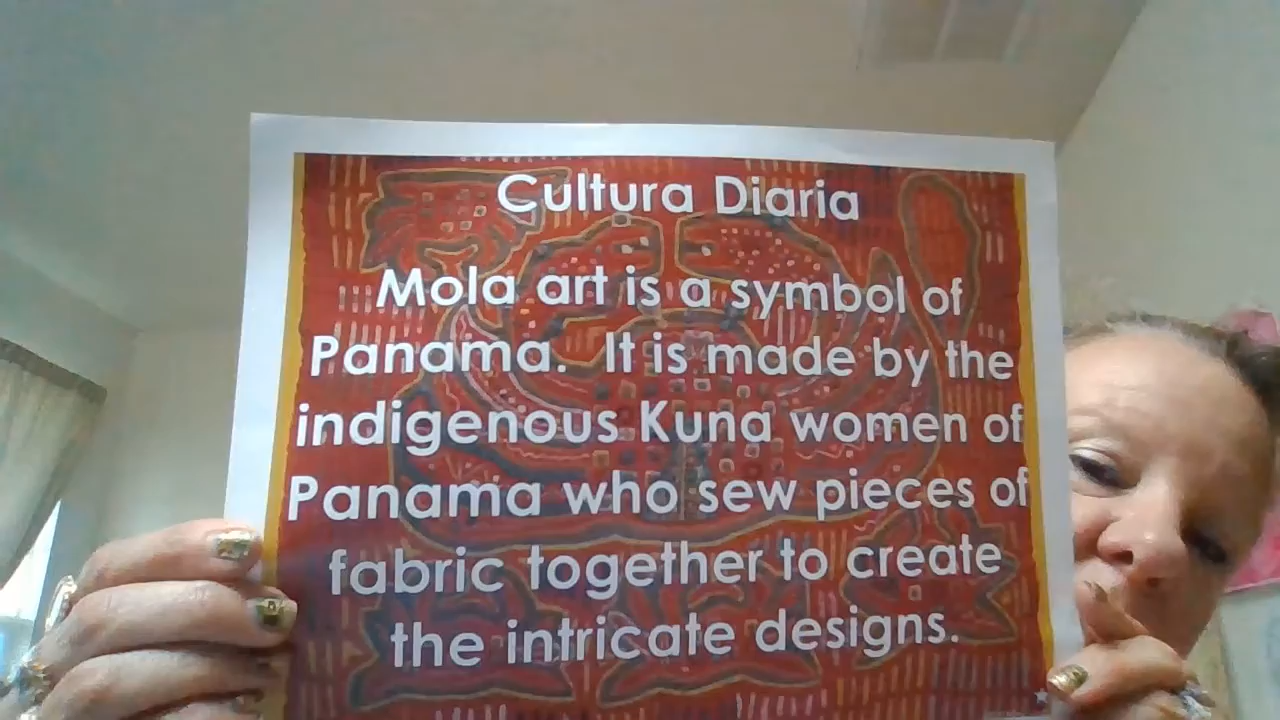 Cultura Diaria
Mola art is a symbol of
Panama.  It is made by the
indigenous Kuna women of
Panama who sew pieces of
fabric together to create
the intricate designs.